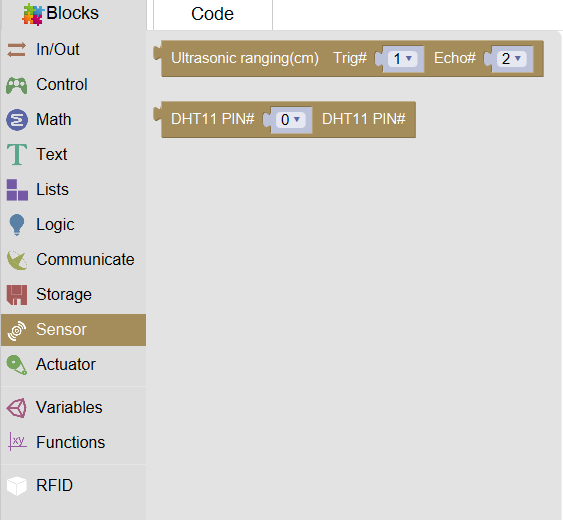 Blocks Code
In/Out
Control
Math
Text
Lists
Logic
Communicate
Storage
Sensor
Actuator
Variables
Functions
RFID
Ultrasonic ranging(cm) Trig# 1 Echo# 2
DHT11 PIN# 0 DHT11 PIN#
xy